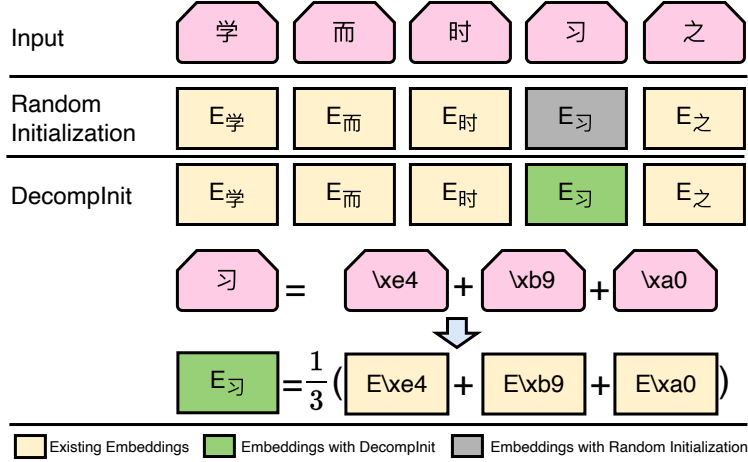 Input 学 而 时 习 之
Random
Initialization E学 E而 E时 E习 E之
DecompInit E学 E而 E时 E习 E之
习 = \xe4 + \xb9 + \xa0
E习 = 1/3 ( E\xe4 + E\xb9 + E\xa0 )
Existing Embeddings Embeddings with DecompInit Embeddings with Random Initialization